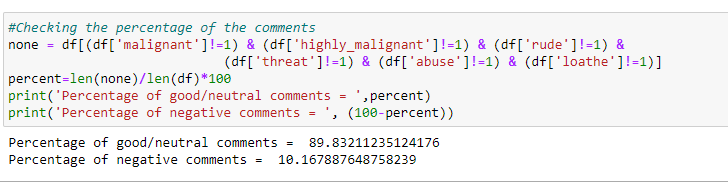 #Checking the percentage of the comments
none = df[(df['malignant']!=1) & (df['highly_malignant']!=1) & (df['rude']!=1) &
(df['threat']!=1) & (df['abuse']!=1) & (df['loathe']!=1)]
percent=len(none)/len(df)*100
print('Percentage of good/neutral comments = ',percent)
print('Percentage of negative comments = ', (100-percent))
Percentage of good/neutral comments =  89.83211235124176
Percentage of negative comments =  10.167887648758239